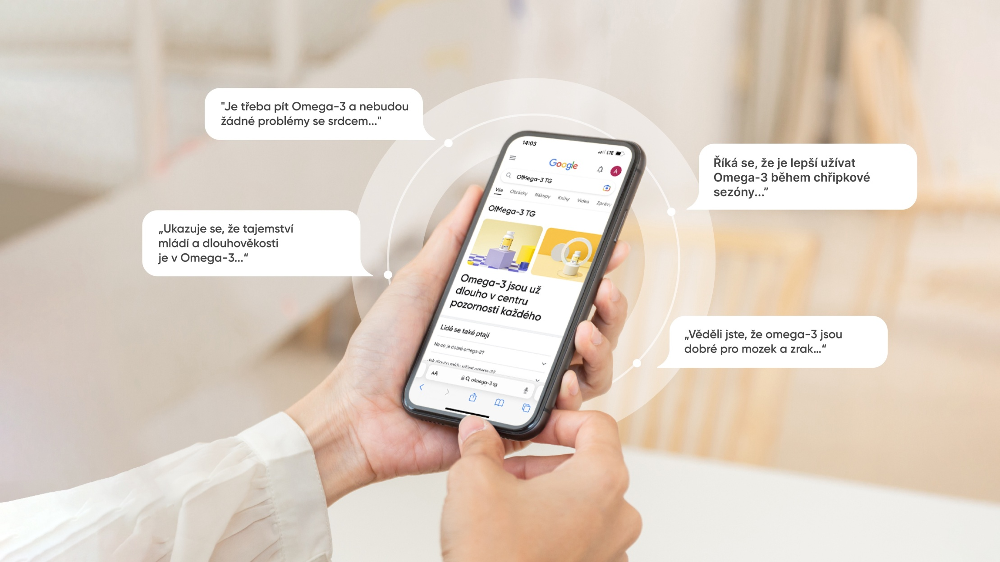 "Je třeba pít Omega-3 a nebudou
žádné problémy se srdcem..."
„Ukazuje se, že tajemství
mládí a dlouhověkosti
je v Omega-3...“
Říká se, že je lepší užívat
Omega-3 během chřipkové
sezóny...”
„Věděli jste, že omega-3 jsou
dobré pro mozek a zrak...“
14:03
LTE
Google
A
O!Mega-3 TG
Vše Obrázky Nákupy Knihy Videa Zprávy
O!Mega-3 TG
Omega-3 jsou už
dlouho v centru
pozornosti každého
Lidé se také ptají
Na co je dobré omega-3?
Jak dlouho můžu užívat omega-3?
AA
o!mega-3 tg